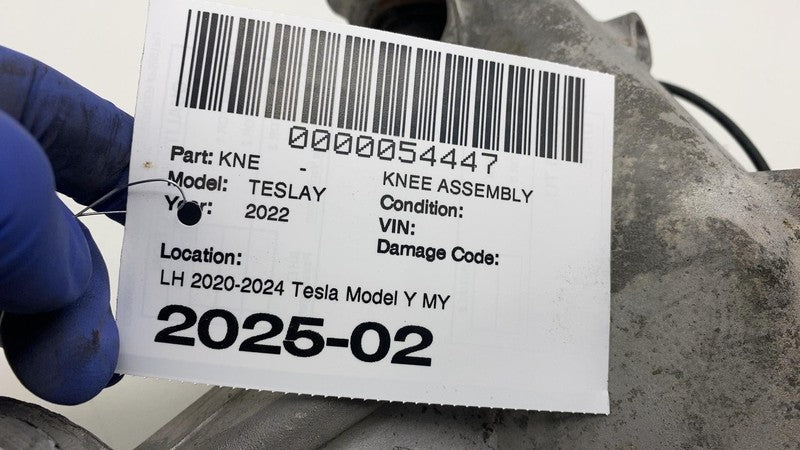 0000054447
Part: KNE -
KNEE ASSEMBLY
Model: TESLAY
Condition:
Year: 2022
VIN:
Damage Code:
Location:
LH 2020-2024 Tesla Model Y MY
2025-02